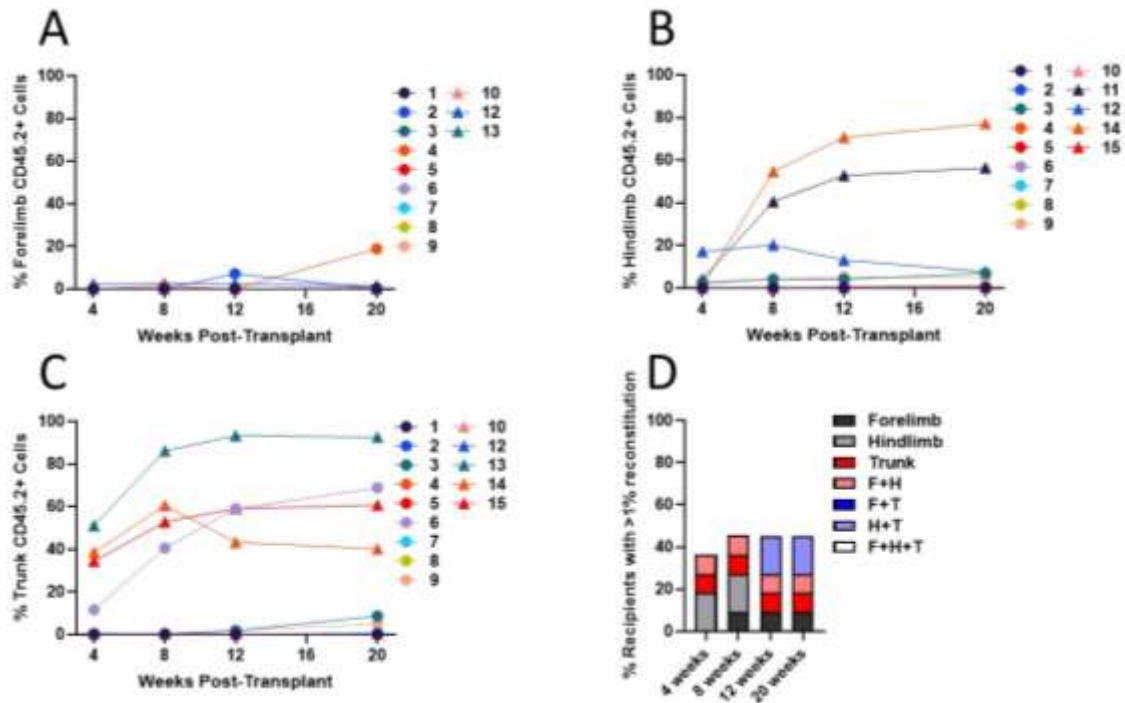 A
% Forelimb CD45.2+ Cells
100
80
60
40
20
0
4 8 12 16 20
Weeks Post-Transplant
1 10
2 12
3 13
4
5
6
7
8
9
B
% Hindlimb CD45.2+ Cells
100
80
60
40
20
0
4 8 12 16 20
Weeks Post-Transplant
1 10
2 11
3 12
4 14
5 15
6
7
8
9
C
% Trunk CD45.2+ Cells
100
80
60
40
20
0
4 8 12 16 20
Weeks Post-Transplant
1 10
2 12
3 13
4 14
5 15
6
7
8
9
D
% Recipients with >1% reconstitution
100
80
60
40
20
0
4 weeks 8 weeks 12 weeks 20 weeks
Forelimb
Hindlimb
Trunk
F+H
F+T
H+T
F+H+T